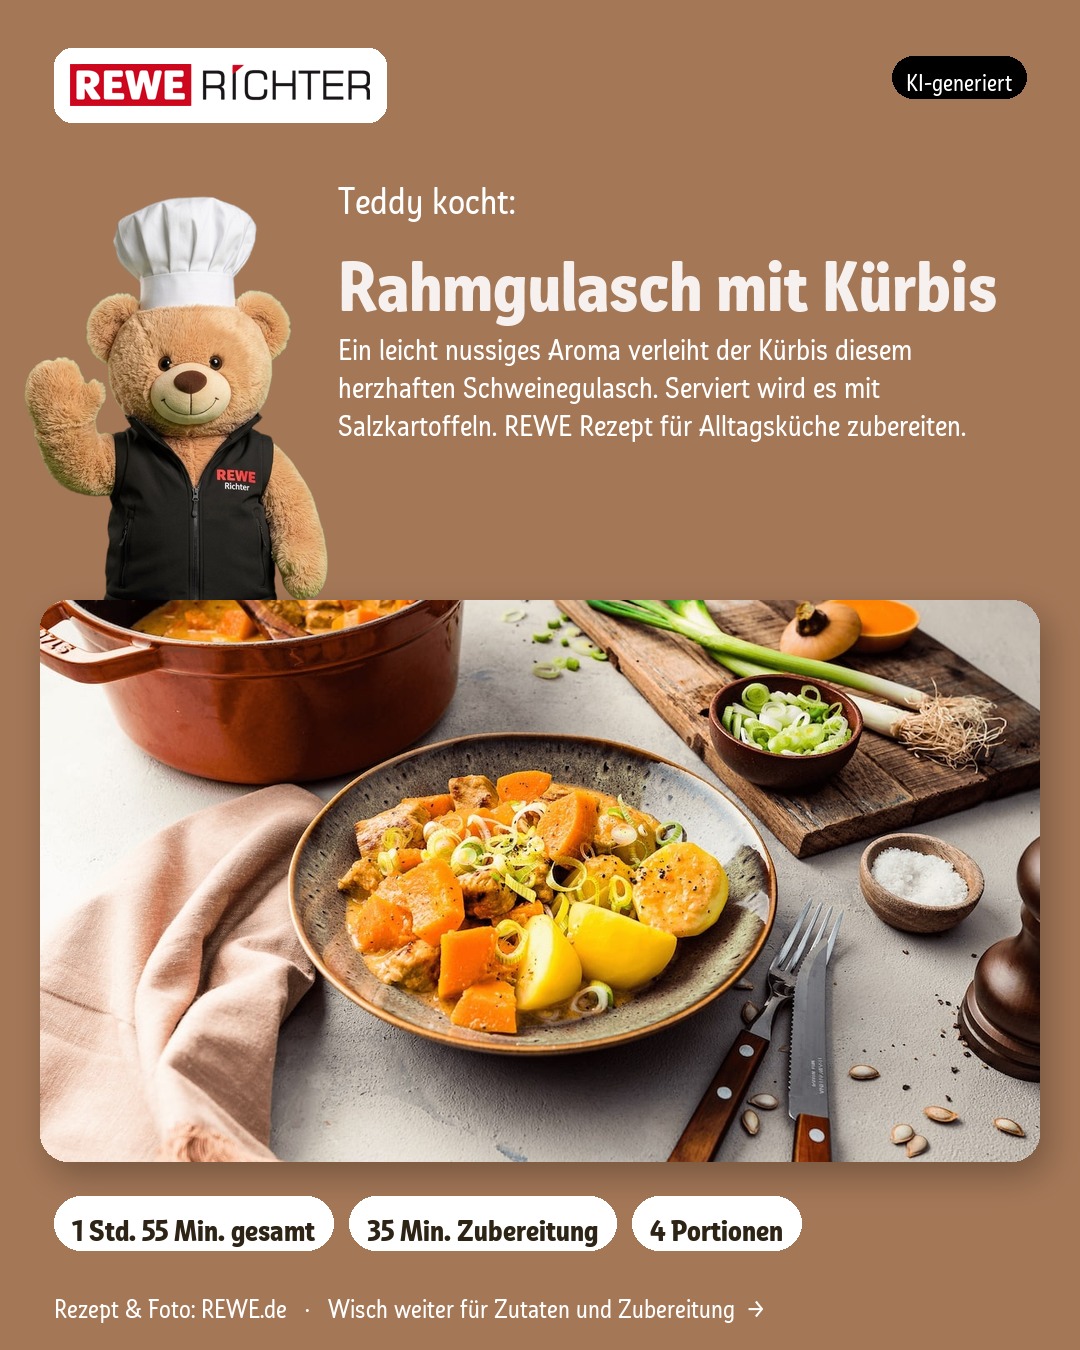 REWE RICHTER
KI-generiert
Teddy kocht:
Rahmgulasch mit Kürbis
Ein leicht nussiges Aroma verleiht der Kürbis diesem
herzhaften Schweinegulasch. Serviert wird es mit
Salzkartoffeln. REWE Rezept für Alltagsküche zubereiten.
REWE
Richter
1 Std. 55 Min. gesamt
35 Min. Zubereitung
4 Portionen
Rezept & Foto: REWE.de · Wisch weiter für Zutaten und Zubereitung →